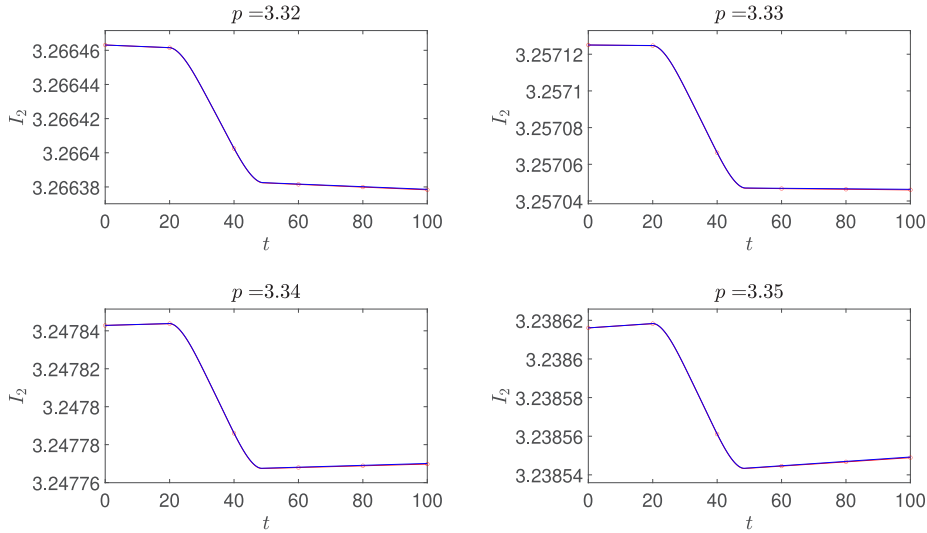 p =3.32
3.26646
3.26644
3.26642
3.2664
3.26638
I₂
0 20 40 60 80 100
t
p =3.33
3.25712
3.2571
3.25708
3.25706
3.25704
I₂
0 20 40 60 80 100
t
p =3.34
3.24784
3.24782
3.2478
3.24778
3.24776
I₂
0 20 40 60 80 100
t
p =3.35
3.23862
3.2386
3.23858
3.23856
3.23854
I₂
0 20 40 60 80 100
t